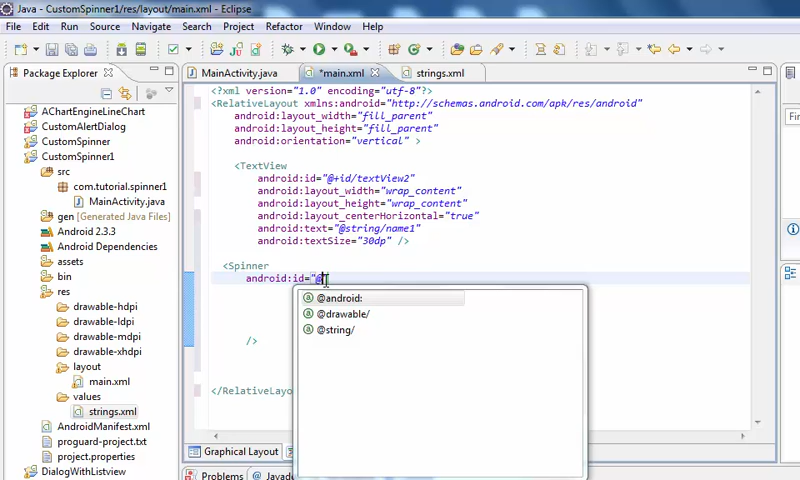 Java - CustomSpinner1/res/layout/main.xml - Eclipse
File Edit Run Source Navigate Search Project Refactor Window Help
Package Explorer
MainActivity.java
*main.xml
strings.xml
AChartEngineLineChart
CustomAlertDialog
CustomSpinner
CustomSpinner1
src
com.tutorial.spinner1
MainActivity.java
gen [Generated Java Files]
Android 2.3.3
Android Dependencies
assets
bin
res
drawable-hdpi
drawable-ldpi
drawable-mdpi
drawable-xhdpi
layout
main.xml
values
strings.xml
AndroidManifest.xml
proguard-project.txt
project.properties
DialogWithListview
<?xml version="1.0" encoding="utf-8"?>
<RelativeLayout xmlns:android="http://schemas.android.com/apk/res/android"
android:layout_width="fill_parent"
android:layout_height="fill_parent"
android:orientation="vertical" >
<TextView
android:id="@+id/textView2"
android:layout_width="wrap_content"
android:layout_height="wrap_content"
android:layout_centerHorizontal="true"
android:text="@string/name1"
android:textSize="30dp" />
<Spinner
android:id="@"
@android:
@drawable/
@string/
/>
</RelativeLayou
Graphical Layout
Problems
Javado
Fin